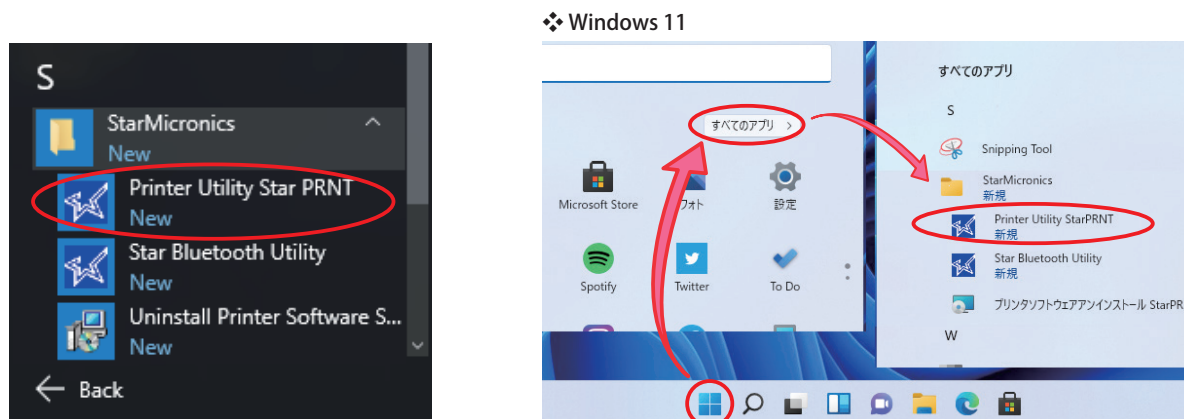 S
StarMicronics
New
Printer Utility Star PRNT
New
Star Bluetooth Utility
New
Uninstall Printer Software S...
New
Back
❖ Windows 11
すべてのアプリ >
Microsoft Store
フォト
設定
Spotify
Twitter
To Do
すべてのアプリ
S
Snipping Tool
StarMicronics
新規
Printer Utility StarPRNT
新規
Star Bluetooth Utility
新規
プリンタソフトウェアアンインストール StarPR
W